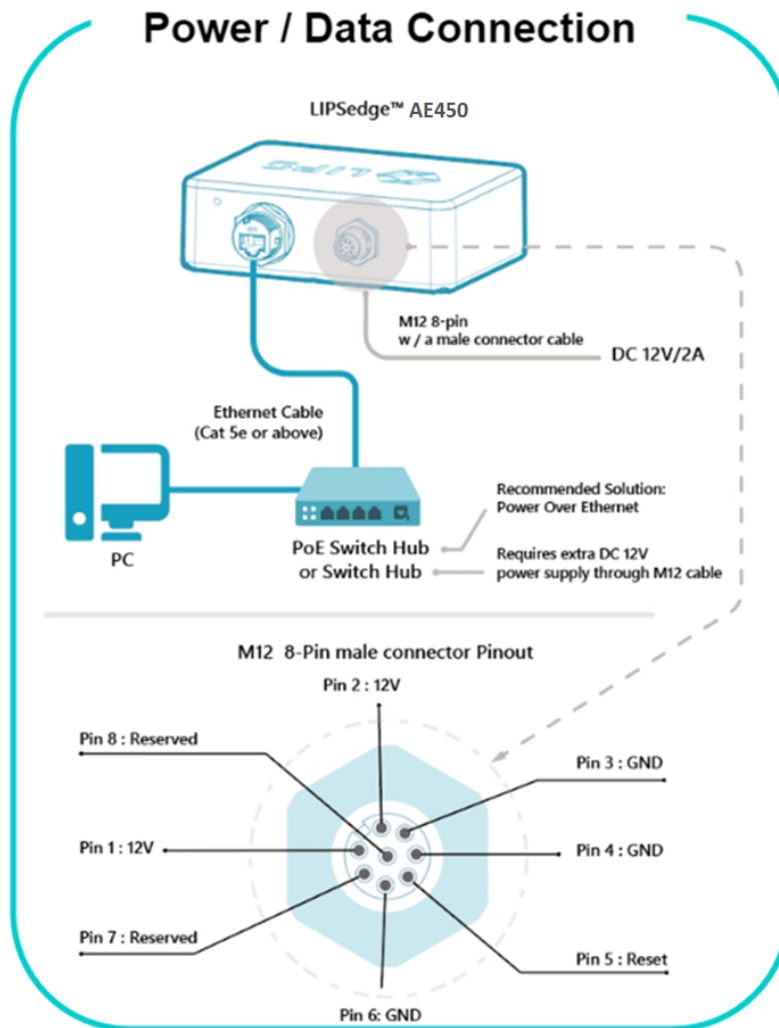 Power / Data Connection
LIPSedge™ AE450
LIPS
M12 8-pin
w / a male connector cable
DC 12V/2A
Ethernet Cable
(Cat 5e or above)
PC
PoE Switch Hub
or Switch Hub
Recommended Solution:
Power Over Ethernet
Requires extra DC 12V
power supply through M12 cable
M12 8-Pin male connector Pinout
Pin 2 : 12V
Pin 8 : Reserved
Pin 3 : GND
Pin 1 : 12V
Pin 4 : GND
Pin 7 : Reserved
Pin 5 : Reset
Pin 6: GND